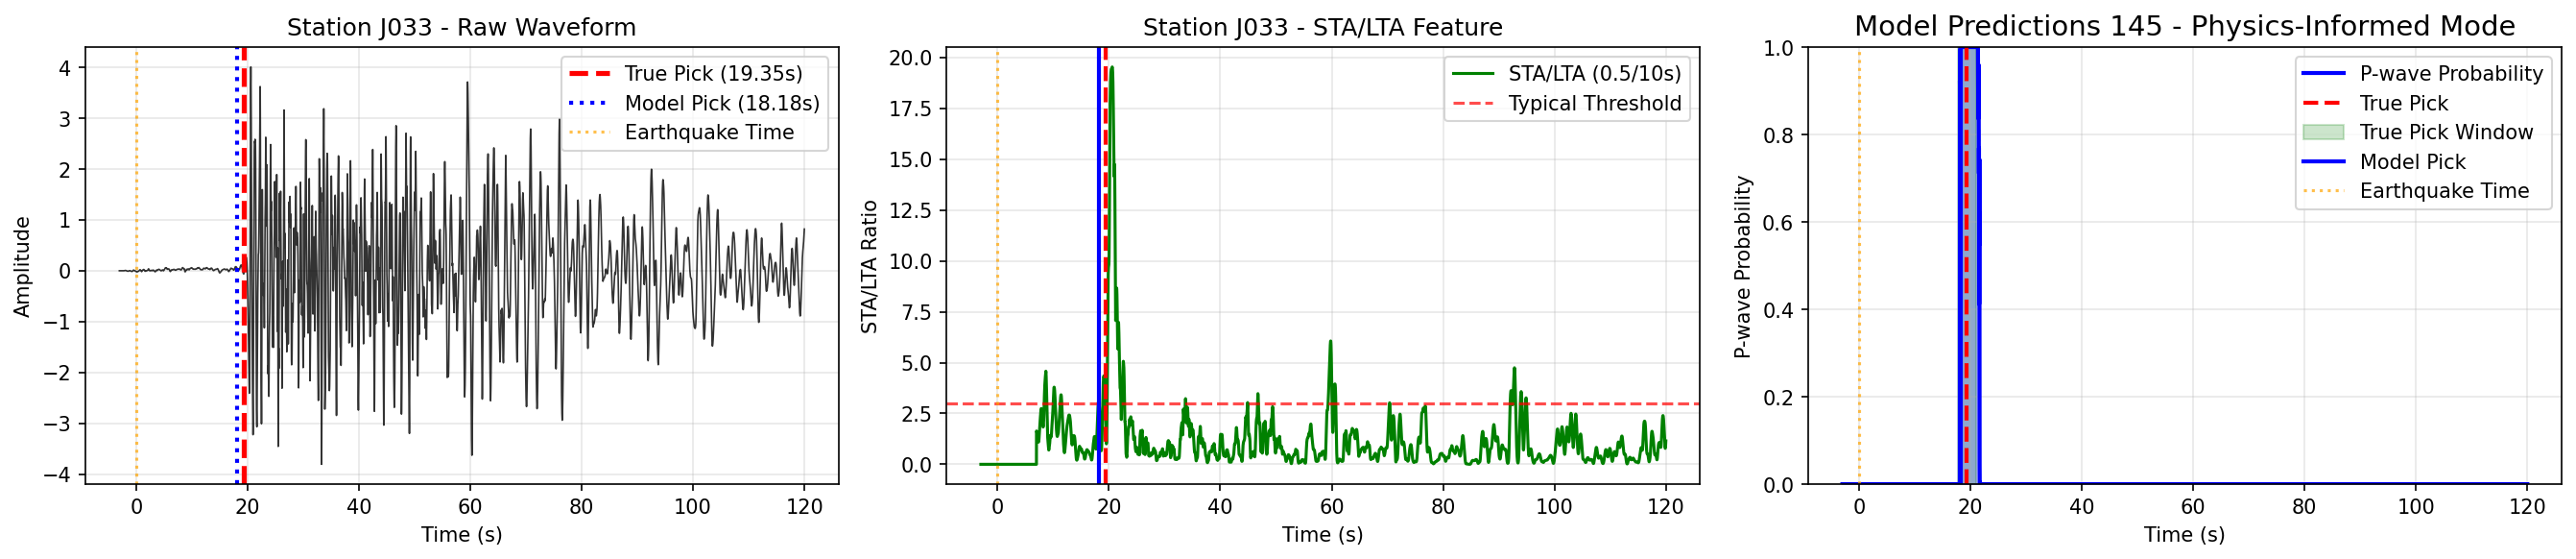 Station J033 - Raw Waveform
True Pick (19.35s)
Model Pick (18.18s)
Earthquake Time
Amplitude
4
3
2
1
0
−1
−2
−3
−4
0
20
40
60
80
100
120
Time (s)
Station J033 - STA/LTA Feature
STA/LTA (0.5/10s)
Typical Threshold
STA/LTA Ratio
20.0
17.5
15.0
12.5
10.0
7.5
5.0
2.5
0.0
0
20
40
60
80
100
120
Time (s)
Model Predictions 145 - Physics-Informed Mode
P-wave Probability
True Pick
True Pick Window
Model Pick
Earthquake Time
P-wave Probability
1.0
0.8
0.6
0.4
0.2
0.0
0
20
40
60
80
100
120
Time (s)